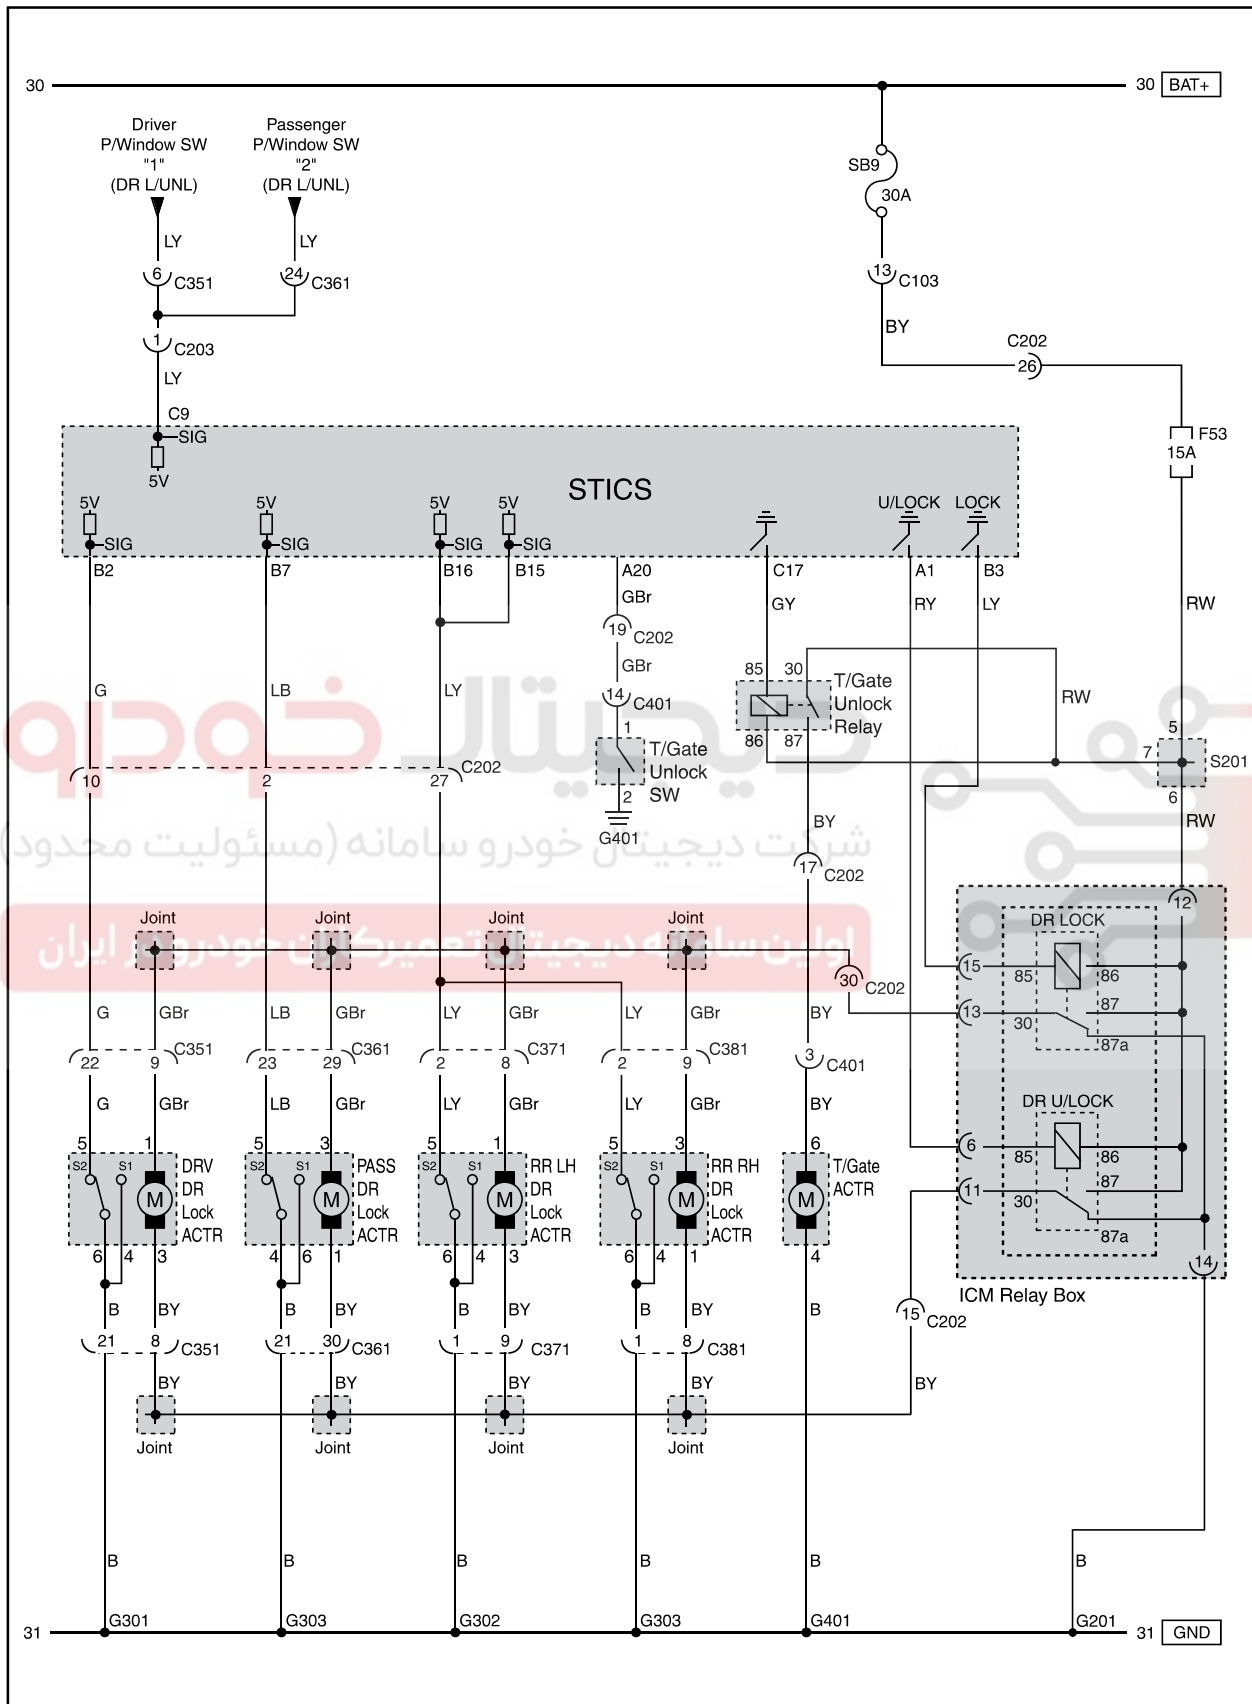 30
30 BAT+
Driver
P/Window SW
"1"
(DR L/UNL)
Passenger
P/Window SW
"2"
(DR L/UNL)
SB9
30A
LY
LY
6 C351
24 C361
13 C103
1 C203
BY
C202
26
LY
C9
SIG
5V
F53
15A
STICS
5V
5V
5V
5V
U/LOCK
LOCK
SIG
SIG
SIG
SIG
B2
B7
B16
B15
A20
C17
A1
B3
GBr
GY
RY
LY
RW
19 C202
GBr
85
30
T/Gate
Unlock
Relay
G
LB
LY
14 C401
RW
1
86
87
5
7
S201
6
T/Gate
Unlock
SW
2
G401
10
2
27
C202
دیجیتال خودرو
شرکت دیجیتال خودرو سامانه (مسئولیت محدود)
اولین سامانه دیجیتال تعمیرکاران خودرو در ایران
BY
RW
17 C202
12
Joint
Joint
Joint
Joint
DR LOCK
15
85
86
30 C202
13
30
87
87a
G
GBr
LB
GBr
LY
GBr
LY
GBr
BY
22
9
C351
23
29
C361
2
8
C371
2
9
C381
3
C401
G
GBr
LB
GBr
LY
GBr
LY
GBr
BY
DR U/LOCK
6
85
86
11
30
87
87a
14
ICM Relay Box
5
1
5
3
5
1
5
3
6
S2
S1
M
DRV
DR
Lock
ACTR
S2
S1
M
PASS
DR
Lock
ACTR
S2
S1
M
RR LH
DR
Lock
ACTR
S2
S1
M
RR RH
DR
Lock
ACTR
M
T/Gate
ACTR
6
4
3
4
6
1
6
4
3
6
4
1
4
B
BY
B
BY
B
BY
B
BY
B
15 C202
21
8
C351
21
30
C361
1
9
C371
1
8
C381
BY
BY
BY
BY
BY
Joint
Joint
Joint
Joint
B
B
B
B
B
B
G301
G303
G302
G303
G401
G201
31
31 GND